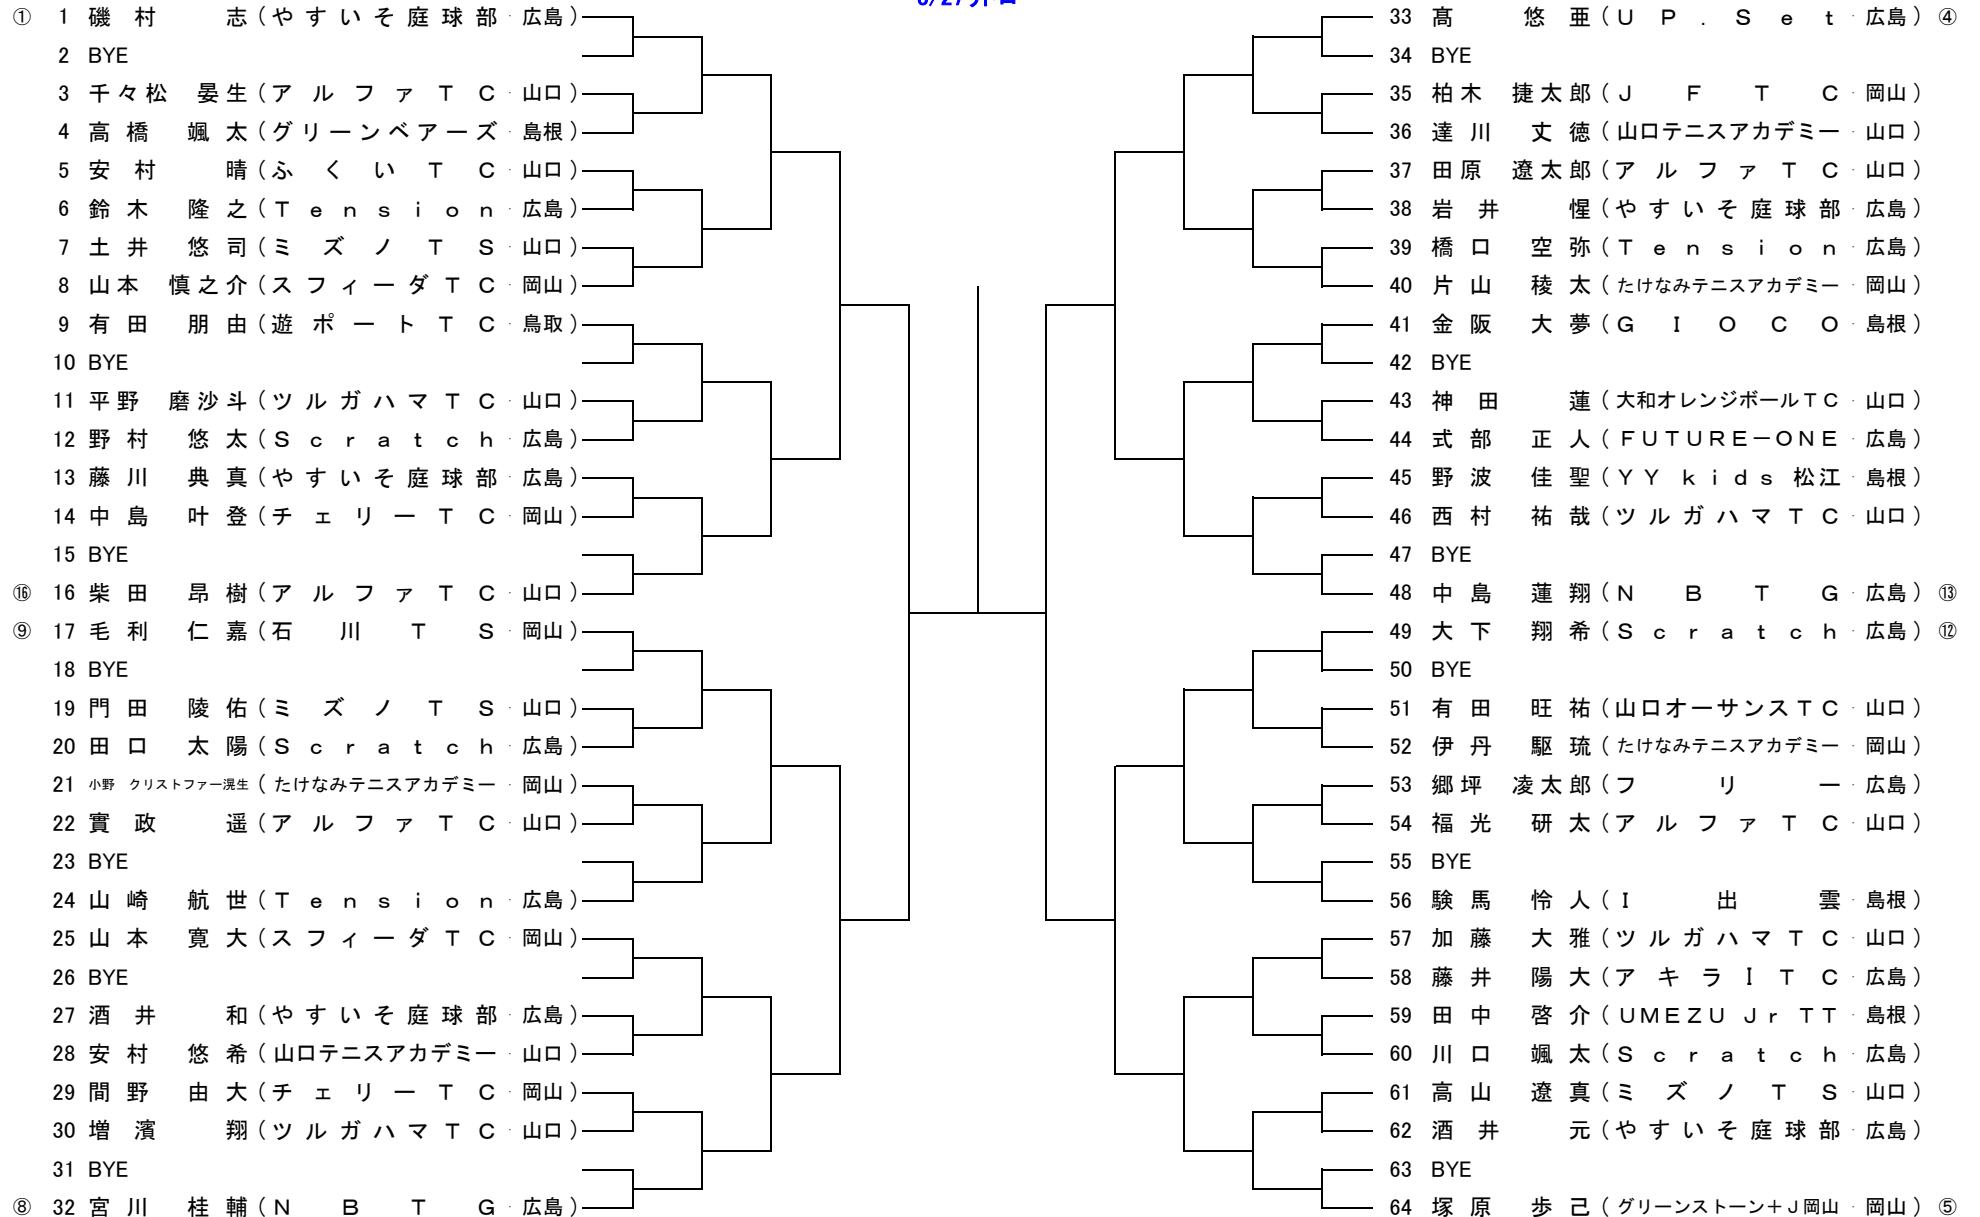 ① 1 磯村 志 (やすいそ庭球部・広島)
2 BYE
3 千々松 晏生 (アルファTC・山口)
4 高橋 颯太 (グリーンベアーズ・島根)
5 安村 晴 (ふくいTC・山口)
6 鈴木 隆之 (Tension・広島)
7 土井 悠司 (ミズノTS・山口)
8 山本 慎之介 (スフィーダTC・岡山)
9 有田 朋由 (遊ポートTC・鳥取)
10 BYE
11 平野 磨沙斗 (ツルガハマTC・山口)
12 野村 悠太 (Scratch・広島)
13 藤川 典真 (やすいそ庭球部・広島)
14 中島 叶登 (チェリーTC・岡山)
15 BYE
⑯ 16 柴田 昂樹 (アルファTC・山口)
⑨ 17 毛利 仁嘉 (石川TS・岡山)
18 BYE
19 門田 陵佑 (ミズノTS・山口)
20 田口 太陽 (Scratch・広島)
21 小野 クリストファー滉生 (たけなみテニスアカデミー・岡山)
22 實政 遥 (アルファTC・山口)
23 BYE
24 山崎 航世 (Tension・広島)
25 山本 寛大 (スフィーダTC・岡山)
26 BYE
27 酒井 和 (やすいそ庭球部・広島)
28 安村 悠希 (山口テニスアカデミー・山口)
29 間野 由大 (チェリーTC・岡山)
30 増濱 翔 (ツルガハマTC・山口)
31 BYE
⑧ 32 宮川 桂輔 (NBTG・広島)
33 髙 悠亜 (UP.Set・広島) ④
34 BYE
35 柏木 捷太郎 (JFTC・岡山)
36 達川 丈徳 (山口テニスアカデミー・山口)
37 田原 遼太郎 (アルファTC・山口)
38 岩井 惺 (やすいそ庭球部・広島)
39 橋口 空弥 (Tension・広島)
40 片山 稜太 (たけなみテニスアカデミー・岡山)
41 金阪 大夢 (GIOCO・島根)
42 BYE
43 神田 蓮 (大和オレンジボールTC・山口)
44 式部 正人 (FUTURE－ONE・広島)
45 野波 佳聖 (YY kids 松江・島根)
46 西村 祐哉 (ツルガハマTC・山口)
47 BYE
48 中島 蓮翔 (NBTG・広島) ⑬
49 大下 翔希 (Scratch・広島) ⑫
50 BYE
51 有田 旺祐 (山口オーサンスTC・山口)
52 伊丹 駆琉 (たけなみテニスアカデミー・岡山)
53 郷坪 凌太郎 (フリー・広島)
54 福光 研太 (アルファTC・山口)
55 BYE
56 験馬 怜人 (I出雲・島根)
57 加藤 大雅 (ツルガハマTC・山口)
58 藤井 陽大 (アキラITC・広島)
59 田中 啓介 (UMEZU Jr TT・島根)
60 川口 颯太 (Scratch・広島)
61 高山 遼真 (ミズノTS・山口)
62 酒井 元 (やすいそ庭球部・広島)
63 BYE
64 塚原 歩己 (グリーンストーン＋J岡山・岡山) ⑤